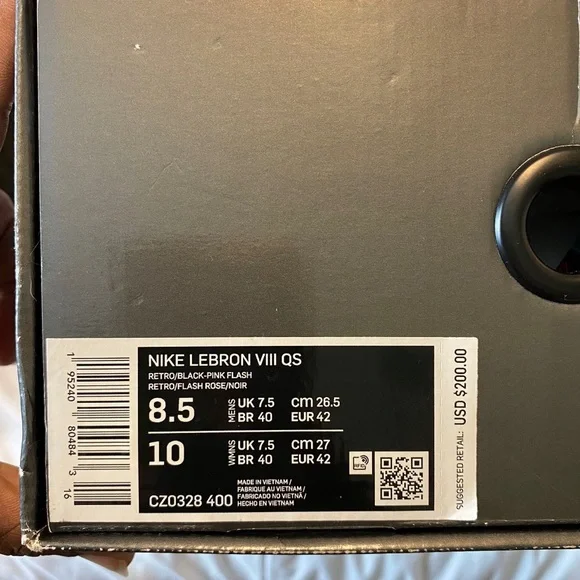 NIKE LEBRON VIII QS
RETRO/BLACK-PINK FLASH
RETRO/FLASH ROSE/NOIR
8.5 MENS UK 7.5 cm 26.5
BR 40 EUR 42
10 WMNS UK 7.5 cm 27
BR 40 EUR 42
CZ0328 400
MADE IN VIETNAM /
FABRIQUE AU VIETNAM /
FABRICADO NO VIETNÃ /
HECHO EN VIETNAM
1 95240 80484 3 16
SUGGESTED RETAIL: USD $200.00